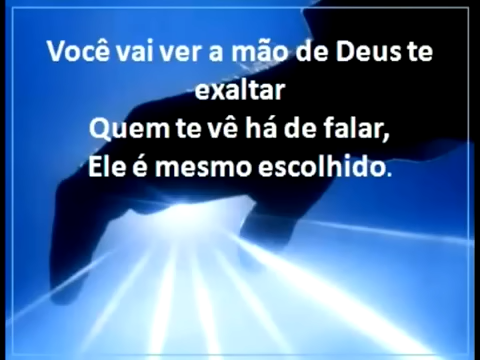 Você vai ver a mão de Deus te
exaltar
Quem te vê há de falar,
Ele é mesmo escolhido.